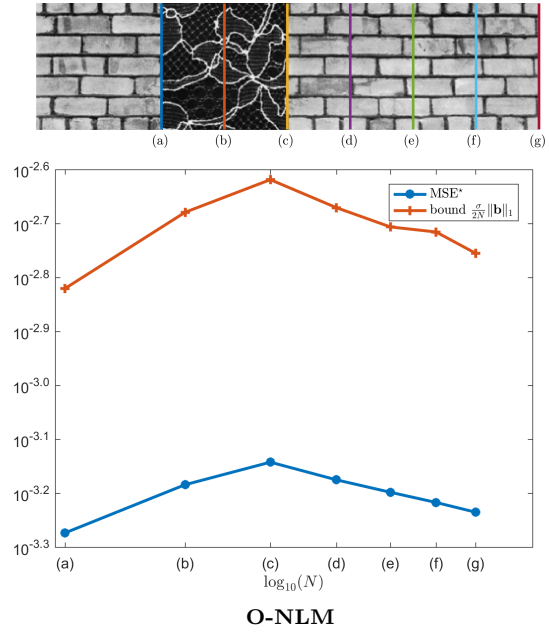 (a) (b) (c) (d) (e) (f) (g)
10^-2.6
MSE⋆
bound σ/2N ‖b‖₁
10^-2.7
10^-2.8
10^-2.9
10^-3.0
10^-3.1
10^-3.2
10^-3.3
(a) (b) (c) (d) (e) (f) (g)
log₁₀(N)
O-NLM